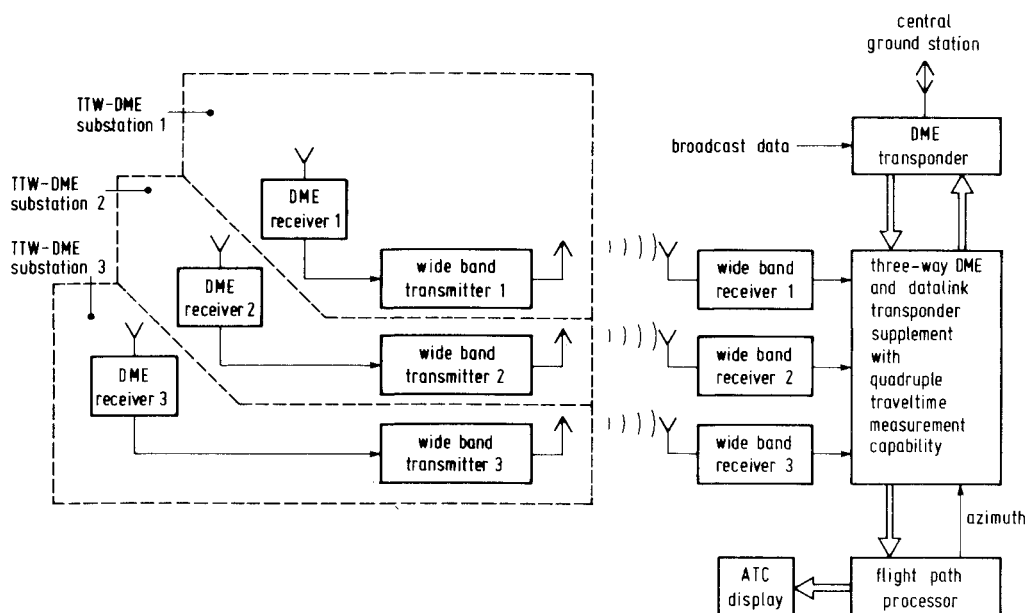 central
ground station
TTW-DME
substation 1
broadcast data
DME
transponder
TTW-DME
substation 2
DME
receiver 1
TTW-DME
substation 3
DME
receiver 2
wide band
transmitter 1
wide band
receiver 1
three-way DME
and datalink
transponder
supplement
with
quadruple
traveltime
measurement
capability
DME
receiver 3
wide band
transmitter 2
wide band
receiver 2
wide band
transmitter 3
wide band
receiver 3
azimuth
ATC
display
flight path
processor